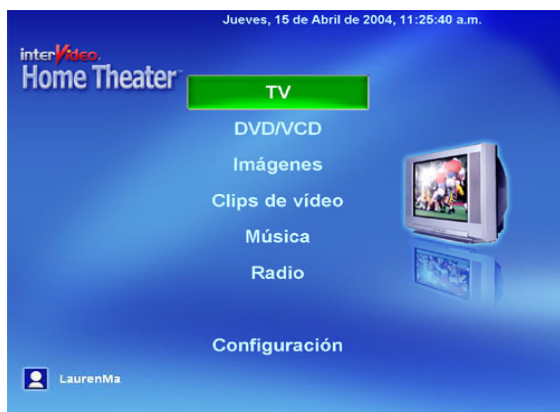 Jueves, 15 de Abril de 2004, 11:25:40 a.m.
interVideo.
Home Theater™
TV
DVD/VCD
Imágenes
Clips de vídeo
Música
Radio
Configuración
LaurenMa